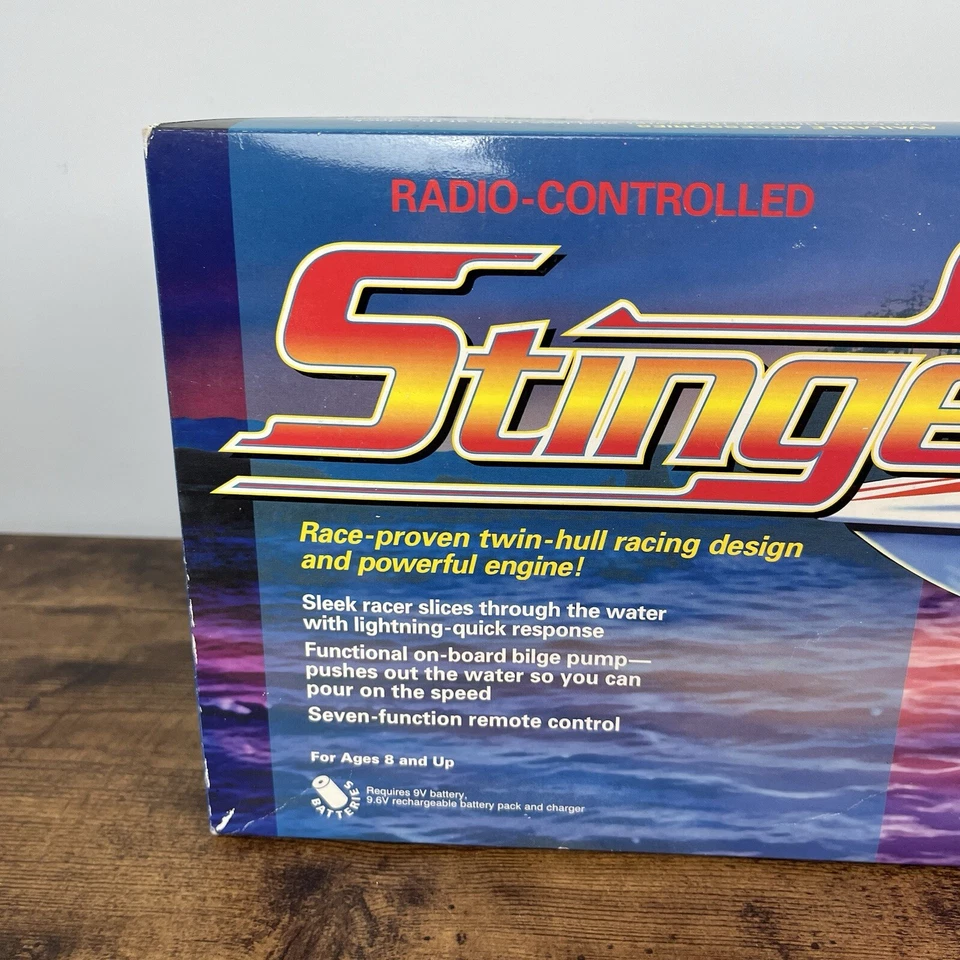 AVAILABLE ACCESSORIES
RADIO-CONTROLLED
Stinge
Race-proven twin-hull racing design
and powerful engine!
Sleek racer slices through the water
with lightning-quick response
Functional on-board bilge pump—
pushes out the water so you can
pour on the speed
Seven-function remote control
For Ages 8 and Up
BATTERIES
Requires 9V battery,
9.6V rechargeable battery pack and charger